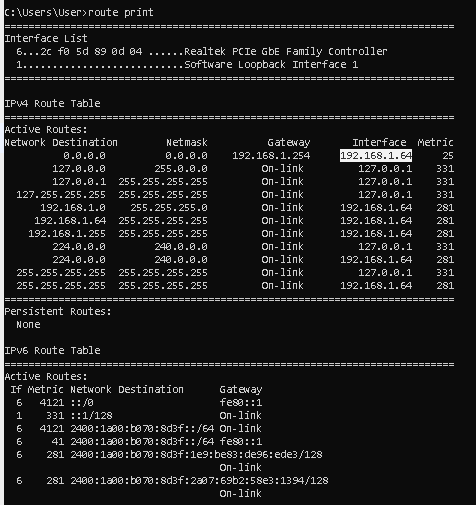 C:\Users\User>route print
===========================================================================
Interface List
  6...2c f0 5d 89 0d 04 ......Realtek PCIe GbE Family Controller
  1...........................Software Loopback Interface 1
===========================================================================

IPv4 Route Table
===========================================================================
Active Routes:
Network Destination        Netmask          Gateway       Interface  Metric
          0.0.0.0          0.0.0.0    192.168.1.254     192.168.1.64     25
        127.0.0.0        255.0.0.0         On-link         127.0.0.1    331
        127.0.0.1  255.255.255.255         On-link         127.0.0.1    331
  127.255.255.255  255.255.255.255         On-link         127.0.0.1    331
      192.168.1.0    255.255.255.0         On-link      192.168.1.64    281
     192.168.1.64  255.255.255.255         On-link      192.168.1.64    281
    192.168.1.255  255.255.255.255         On-link      192.168.1.64    281
        224.0.0.0        240.0.0.0         On-link         127.0.0.1    331
        224.0.0.0        240.0.0.0         On-link      192.168.1.64    281
  255.255.255.255  255.255.255.255         On-link         127.0.0.1    331
  255.255.255.255  255.255.255.255         On-link      192.168.1.64    281
===========================================================================
Persistent Routes:
  None

IPv6 Route Table
===========================================================================
Active Routes:
 If Metric Network Destination      Gateway
  6   4121 ::/0                     fe80::1
  1    331 ::1/128                  On-link
  6   4121 2400:1a00:b070:8d3f::/64 On-link
  6     41 2400:1a00:b070:8d3f::/64 fe80::1
  6    281 2400:1a00:b070:8d3f:1e9:be83:de96:ede3/128
                                    On-link
  6    281 2400:1a00:b070:8d3f:2a07:69b2:58e3:1394/128
                                    On-link